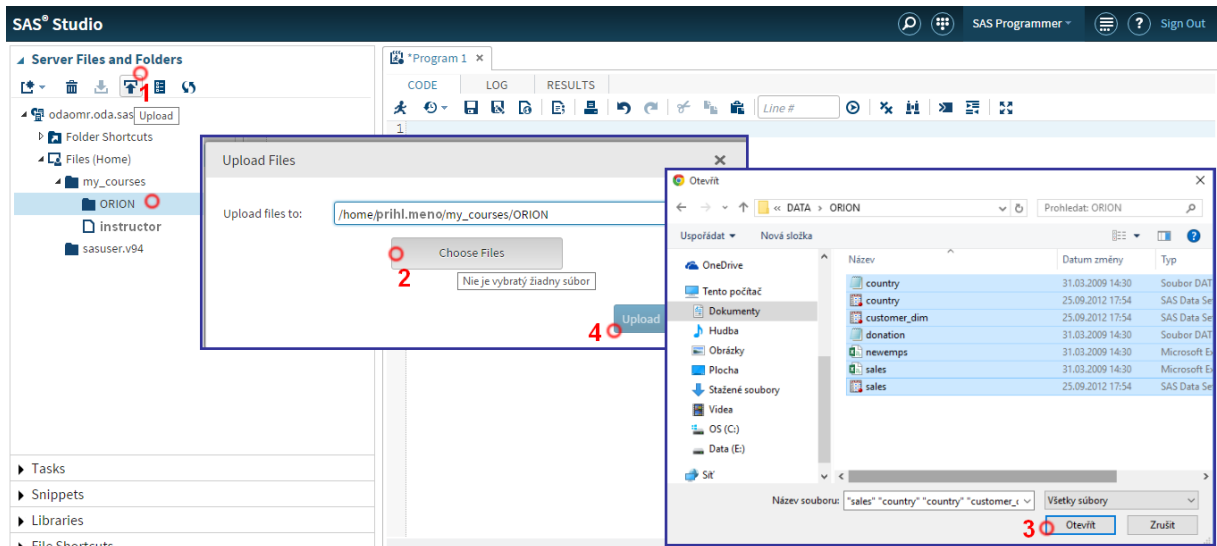 SAS® Studio
SAS Programmer
Sign Out
Server Files and Folders
1
Upload
odaomr.oda.sas
Folder Shortcuts
Files (Home)
my_courses
ORION
instructor
sasuser.v94
Tasks
Snippets
Libraries
File Shortcuts
*Program 1
CODE LOG RESULTS
Line #
1
Upload Files
Upload files to: /home/prihl.meno/my_courses/ORION
Choose Files
2
Nie je vybratý žiadny súbor
Upload
4
Otevřít
« DATA › ORION
Prohledat: ORION
Uspořádat Nová složka
OneDrive
Tento počítač
Dokumenty
Hudba
Obrázky
Plocha
Stažené soubory
Videa
OS (C:)
Data (E:)
Síť
Název Datum změny Typ
country 31.03.2009 14:30 Soubor DAT
country 25.09.2012 17:54 SAS Data Se
customer_dim 25.09.2012 17:54 SAS Data Se
donation 31.03.2009 14:30 Soubor DAT
newemps 31.03.2009 14:30 Microsoft Ex
sales 31.03.2009 14:30 Microsoft Ex
sales 25.09.2012 17:54 SAS Data Se
Název souboru: "sales" "country" "country" "customer_
Všetky súbory
3
Otevřít
Zrušit